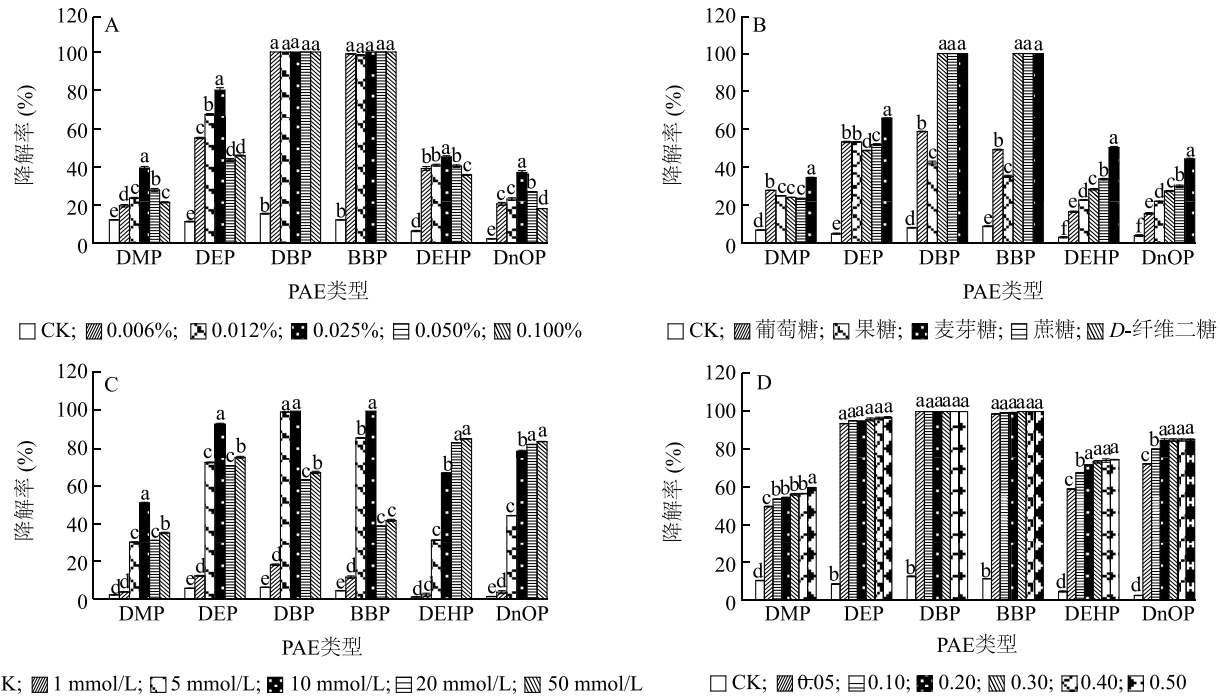 A
B
降解率 (%)
120
100
80
60
40
20
0
e d c a b c
e c b a d d
a a a a a
a a a a a
d b b a b c
e c c a b d
DMP DEP DBP BBP DEHP DnOP
PAE类型
CK; 0.006%; 0.012%; 0.025%; 0.050%; 0.100%
降解率 (%)
120
100
80
60
40
20
0
d b c c c a
e b b d c a
d b c a a a
e b c a a a
f e d c b a
f e d c b a
DMP DEP DBP BBP DEHP DnOP
PAE类型
CK; 葡萄糖; 果糖; 麦芽糖; 蔗糖; D-纤维二糖
C
D
降解率 (%)
120
100
80
60
40
20
0
d d c a b b
e d c a c b
e d a a c b
e d b a c c
d d c b a a
e d c b a a
DMP DEP DBP BBP DEHP DnOP
PAE类型
K; 1 mmol/L; 5 mmol/L; 10 mmol/L; 20 mmol/L; 50 mmol/L
降解率 (%)
120
100
80
60
40
20
0
d c b b b b a
b a a a a a a
b a a a a a a
b a a a a a a
d c b a a a a
d c b a a a a
DMP DEP DBP BBP DEHP DnOP
PAE类型
CK; 0.05; 0.10; 0.20; 0.30; 0.40; 0.50